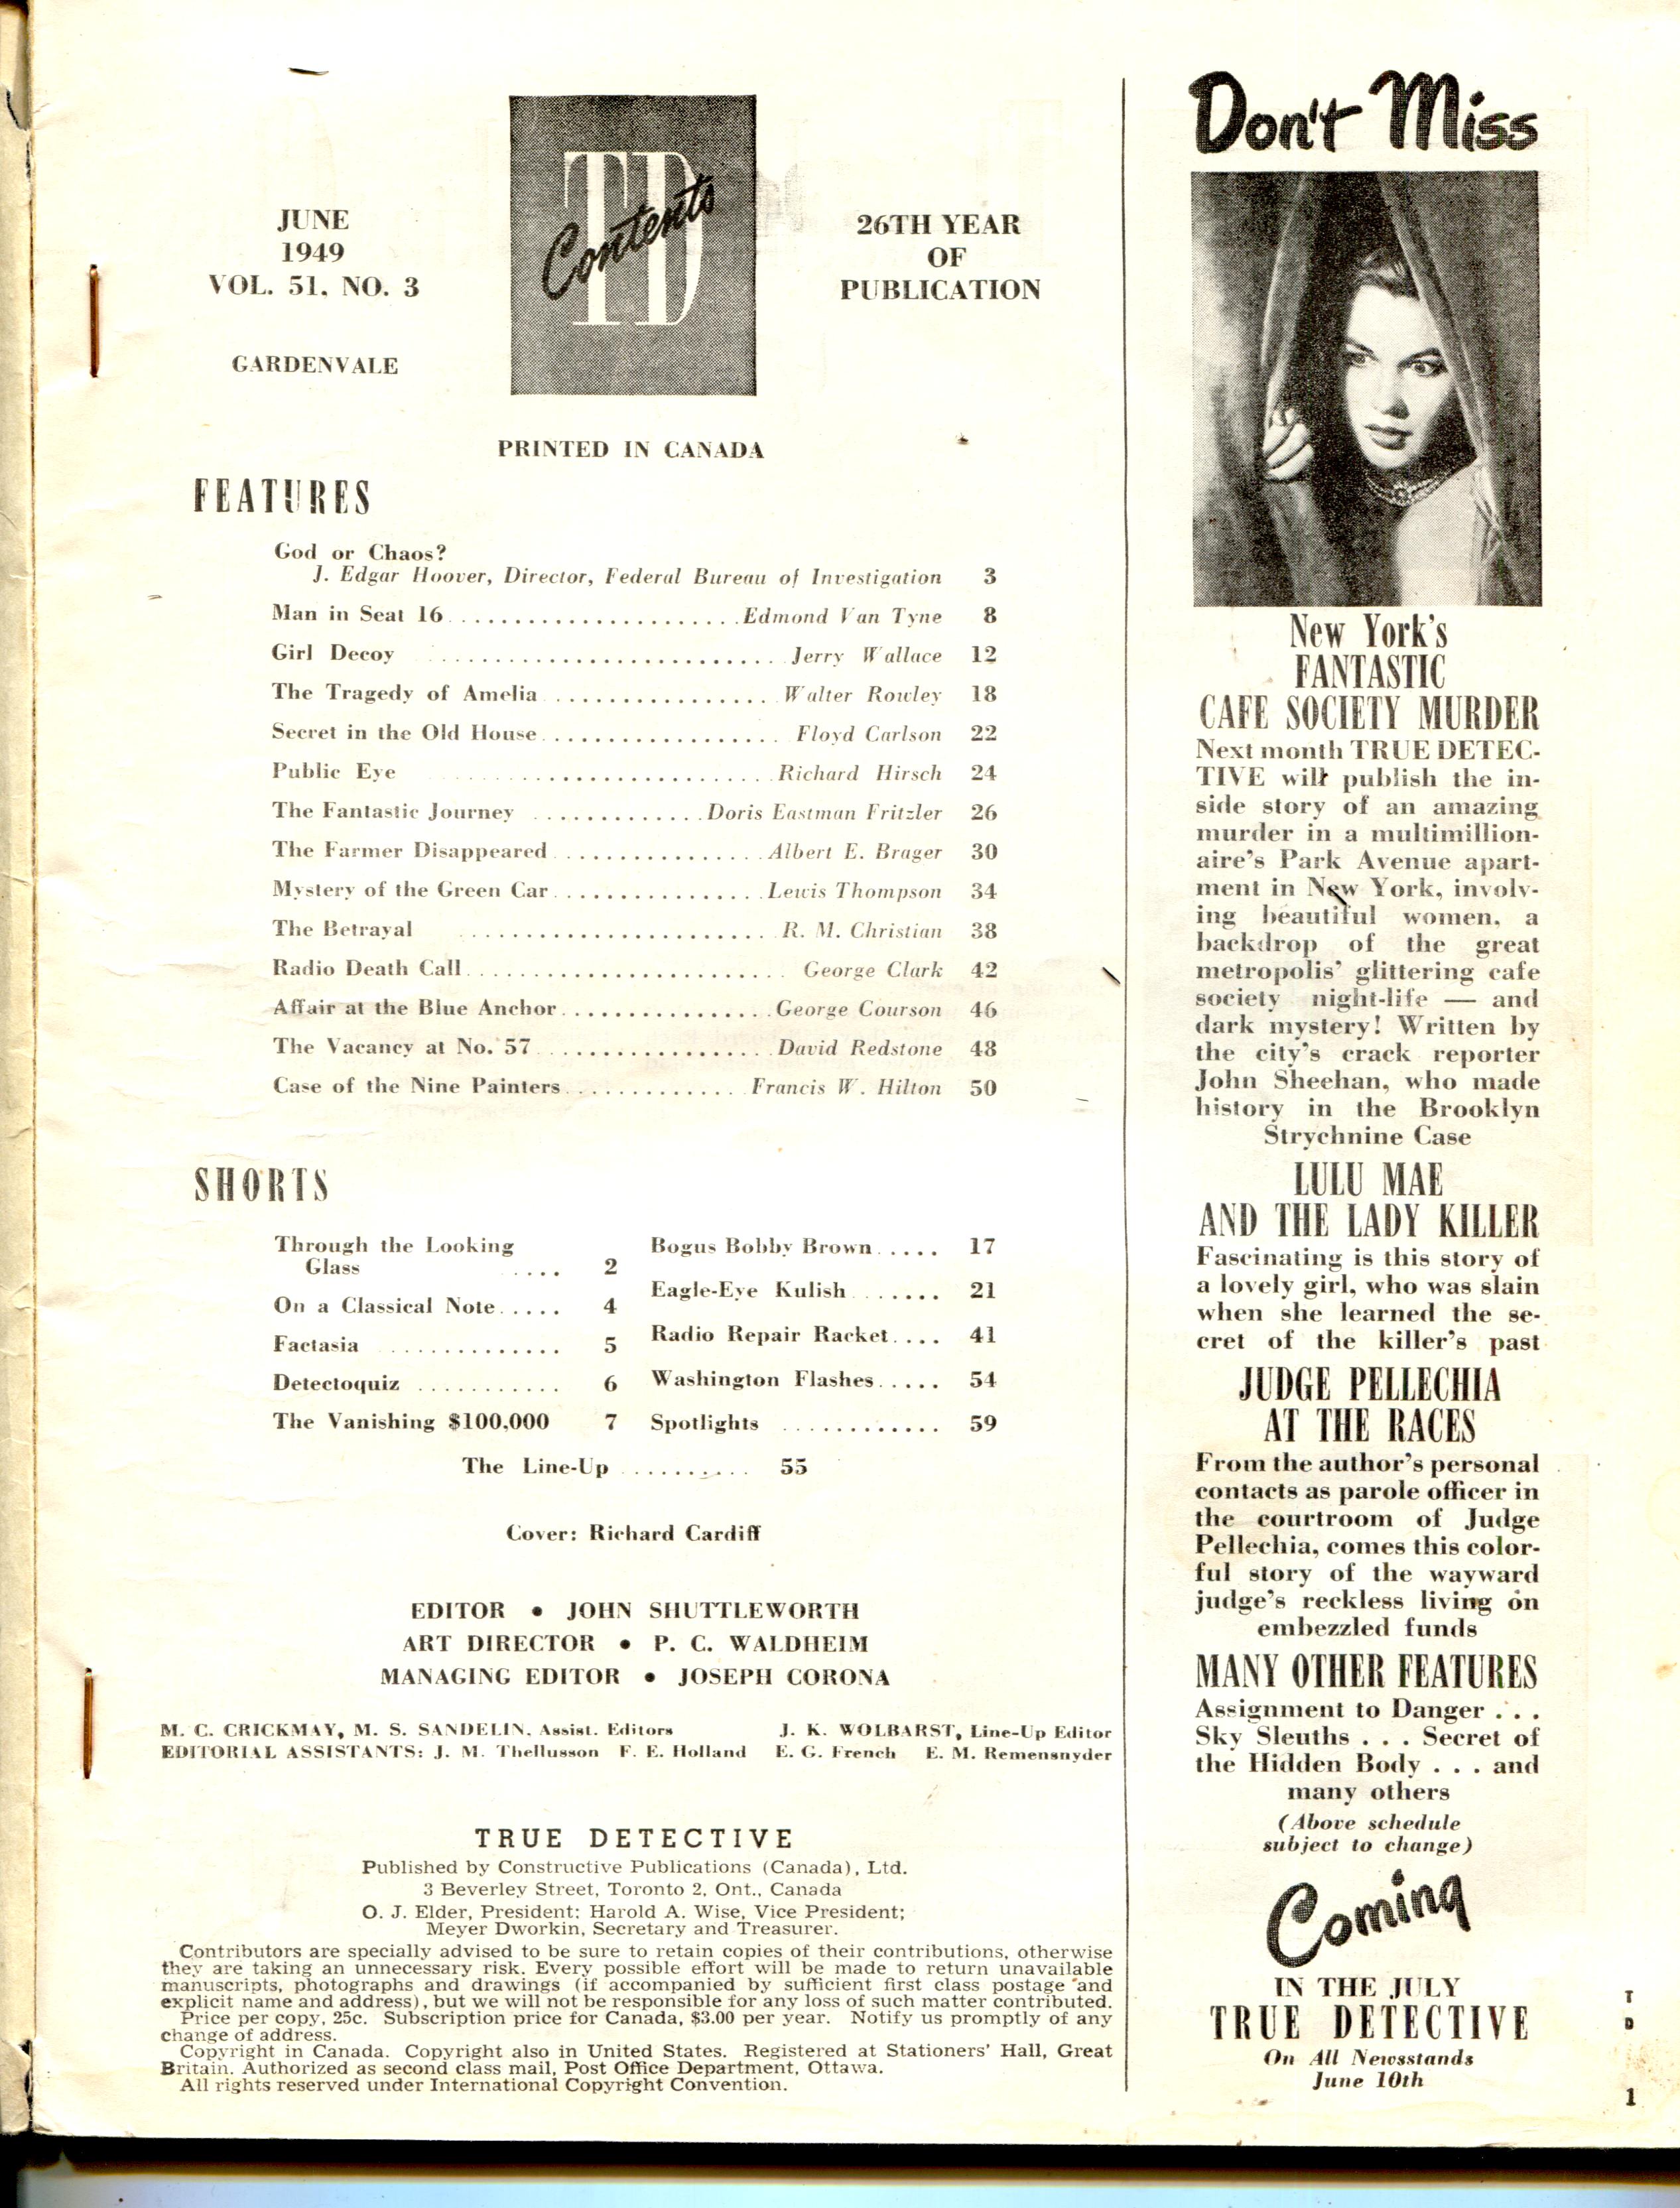 JUNE
1949
VOL. 51. NO. 3
GARDENVALE
TD
Contents
26TH YEAR
OF
PUBLICATION
PRINTED IN CANADA
FEATURES
God or Chaos?
J. Edgar Hoover, Director, Federal Bureau of Investigation 3
Man in Seat 16 ...................... Edmond Van Tyne 8
Girl Decoy ........................... Jerry Wallace 12
The Tragedy of Amelia ................. Walter Rowley 18
Secret in the Old House .................. Floyd Carlson 22
Public Eye .......................... Richard Hirsch 24
The Fantastic Journey ............. Doris Eastman Fritzler 26
The Farmer Disappeared ................ Albert E. Brager 30
Mystery of the Green Car ................ Lewis Thompson 34
The Betrayal ........................ R. M. Christian 38
Radio Death Call ......................... George Clark 42
Affair at the Blue Anchor ................ George Courson 46
The Vacancy at No. 57 .................. David Redstone 48
Case of the Nine Painters .............. Francis W. Hilton 50
SHORTS
Through the Looking
Glass .... 2
On a Classical Note ..... 4
Factasia .............. 5
Detectoquiz ........... 6
The Vanishing $100,000 7
Bogus Bobby Brown ..... 17
Eagle-Eye Kulish ....... 21
Radio Repair Racket .... 41
Washington Flashes ..... 54
Spotlights ............ 59
The Line-Up .......... 55
Cover: Richard Cardiff
EDITOR • JOHN SHUTTLEWORTH
ART DIRECTOR • P. C. WALDHEIM
MANAGING EDITOR • JOSEPH CORONA
M. C. CRICKMAY, M. S. SANDELIN, Assist. Editors J. K. WOLBARST, Line-Up Editor
EDITORIAL ASSISTANTS: J. M. Thellusson F. E. Holland E. G. French E. M. Remensnyder
TRUE DETECTIVE
Published by Constructive Publications (Canada), Ltd.
3 Beverley Street, Toronto 2, Ont., Canada
O. J. Elder, President; Harold A. Wise, Vice President;
Meyer Dworkin, Secretary and Treasurer.
Contributors are specially advised to be sure to retain copies of their contributions, otherwise
they are taking an unnecessary risk. Every possible effort will be made to return unavailable
manuscripts, photographs and drawings (if accompanied by sufficient first class postage and
explicit name and address), but we will not be responsible for any loss of such matter contributed.
Price per copy, 25c. Subscription price for Canada, $3.00 per year. Notify us promptly of any
change of address.
Copyright in Canada. Copyright also in United States. Registered at Stationers' Hall, Great
Britain. Authorized as second class mail, Post Office Department, Ottawa.
All rights reserved under International Copyright Convention.
Don't Miss
New York's
FANTASTIC
CAFE SOCIETY MURDER
Next month TRUE DETEC-
TIVE will publish the in-
side story of an amazing
murder in a multimillion-
aire's Park Avenue apart-
ment in New York, involv-
ing beautiful women, a
backdrop of the great
metropolis' glittering cafe
society night-life — and
dark mystery! Written by
the city's crack reporter
John Sheehan, who made
history in the Brooklyn
Strychnine Case
LULU MAE
AND THE LADY KILLER
Fascinating is this story of
a lovely girl, who was slain
when she learned the se-
cret of the killer's past
JUDGE PELLECHIA
AT THE RACES
From the author's personal
contacts as parole officer in
the courtroom of Judge
Pellechia, comes this color-
ful story of the wayward
judge's reckless living on
embezzled funds
MANY OTHER FEATURES
Assignment to Danger . . .
Sky Sleuths . . . Secret of
the Hidden Body . . . and
many others
(Above schedule
subject to change)
Coming
IN THE JULY
TRUE DETECTIVE
On All Newsstands
June 10th
T
D
1